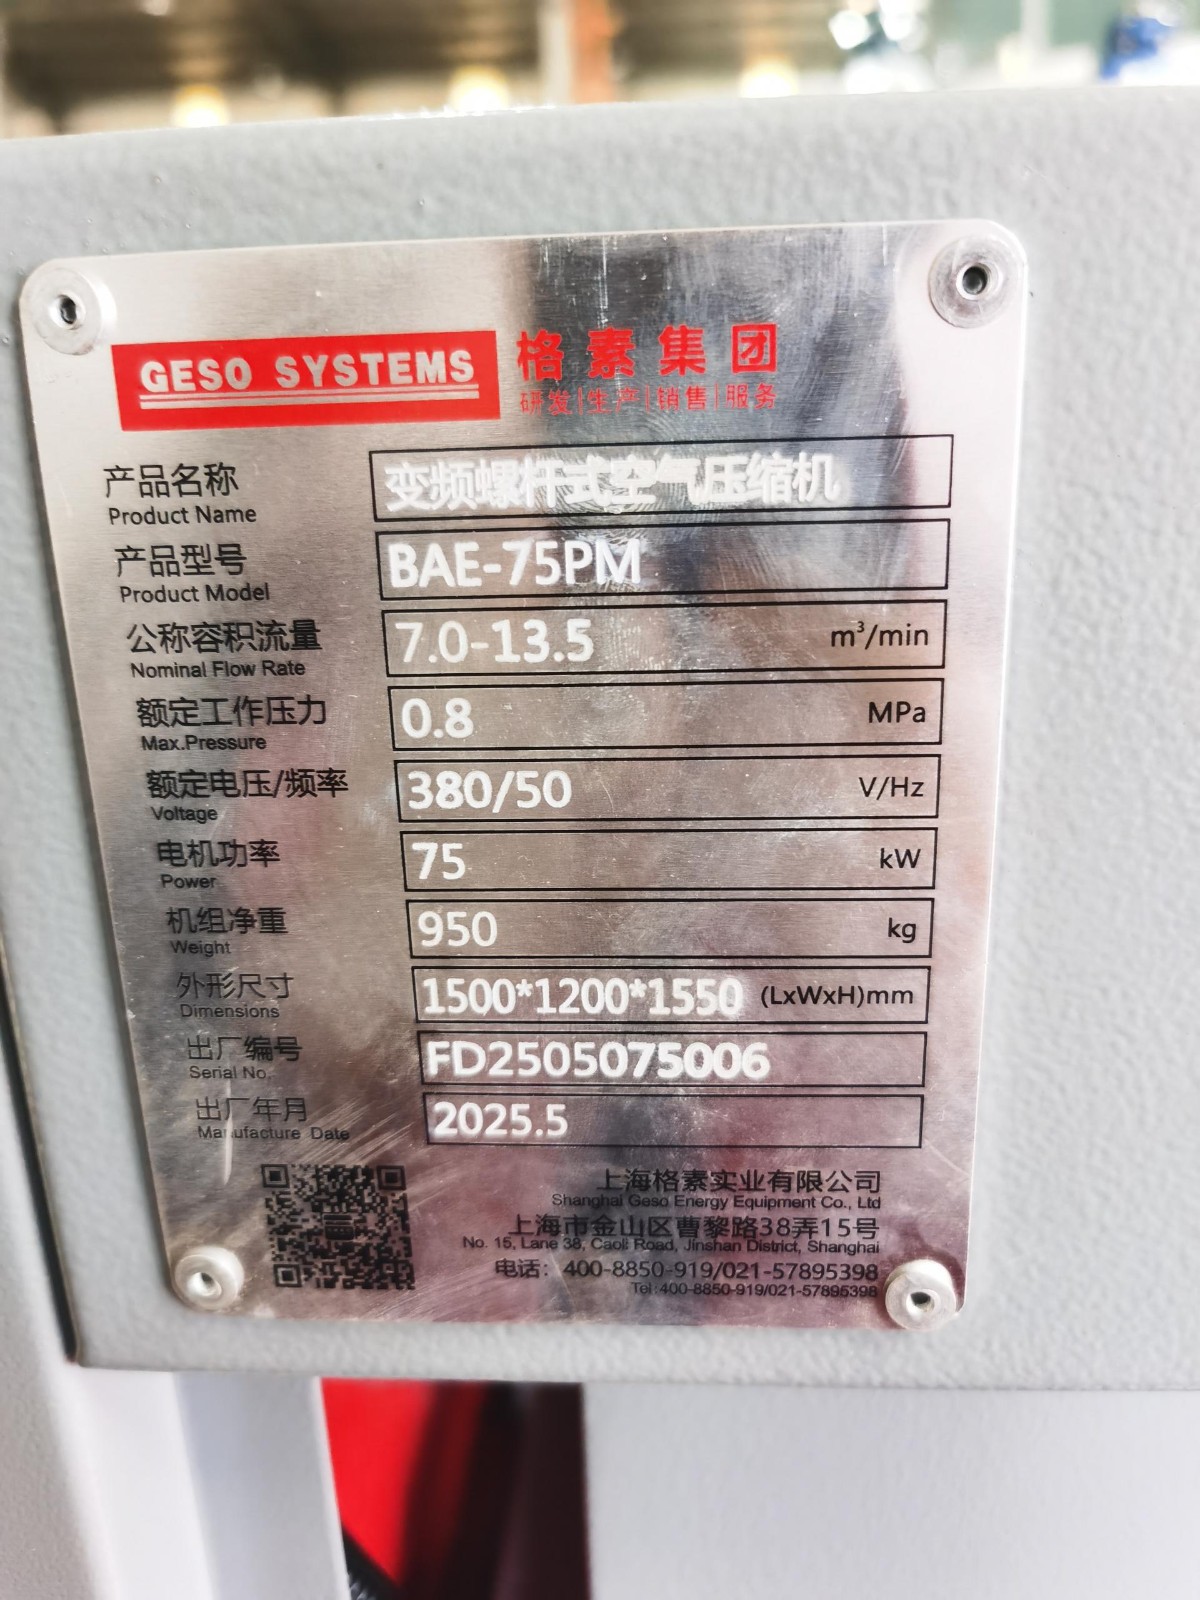 GESO SYSTEMS 格素集团
研发|生产|销售|服务
产品名称 变频螺杆式空气压缩机
Product Name
产品型号 BAE-75PM
Product Model
公称容积流量 7.0-13.5 m³/min
Nominal Flow Rate
额定工作压力 0.8 MPa
Max.Pressure
额定电压/频率 380/50 V/Hz
Voltage
电机功率 75 kW
Power
机组净重 950 kg
Weight
外形尺寸 1500*1200*1550 (LxWxH)mm
Dimensions
出厂编号 FD2505075006
Serial No.
出厂年月 2025.5
Manufacture Date
上海格素实业有限公司
Shanghai Geso Energy Equipment Co., Ltd
上海市金山区曹黎路38弄15号
No. 15, Lane 38, Caoli Road, Jinshan District, Shanghai
电话：400-8850-919/021-57895398
Tel:400-8850-919/021-57895398